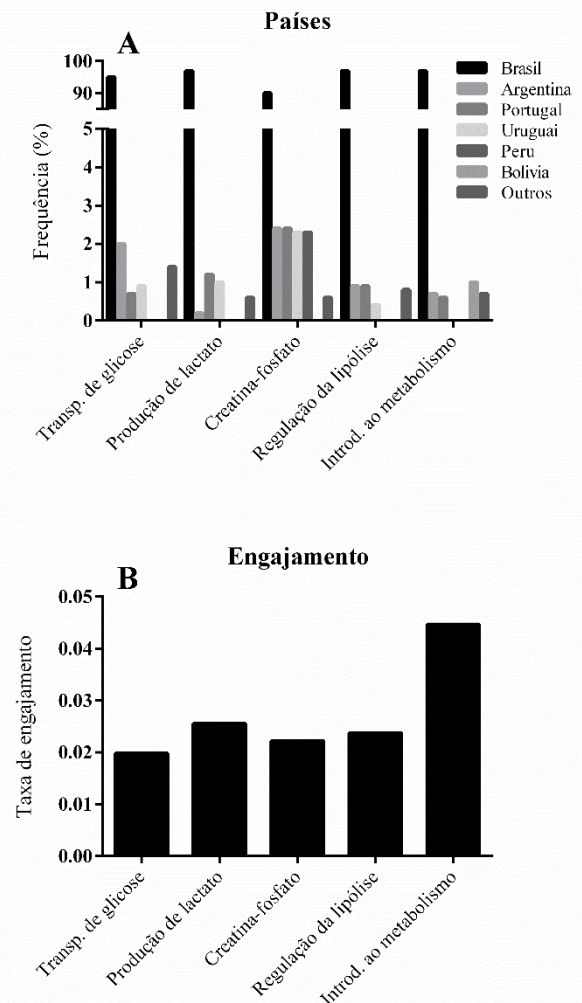 Países
A
100
90
5
4
3
2
1
0
Frequência (%)
Brasil
Argentina
Portugal
Uruguai
Peru
Bolivia
Outros
Transp. de glicose
Produção de lactato
Creatina-fosfato
Regulação da lipólise
Introd. ao metabolismo
Engajamento
B
0.05
0.04
0.03
0.02
0.01
0.00
Taxa de engajamento
Transp. de glicose
Produção de lactato
Creatina-fosfato
Regulação da lipólise
Introd. ao metabolismo